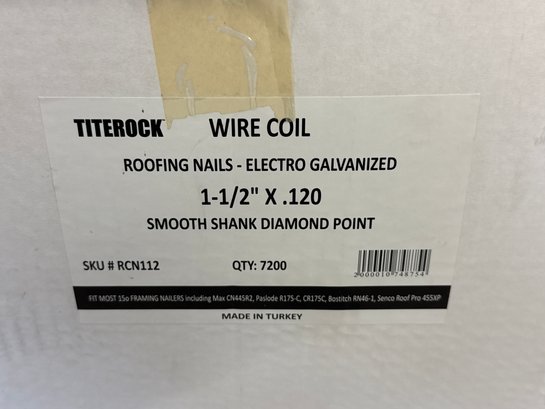 TITEROCK WIRE COIL
ROOFING NAILS - ELECTRO GALVANIZED
1-1/2" X .120
SMOOTH SHANK DIAMOND POINT
SKU # RCN112 QTY: 7200
2000010748754
FIT MOST 15o FRAMING NAILERS including Max CN445R2, Paslode R175-C, CR175C, Bostitch RN46-1, Senco Roof Pro 455XP
MADE IN TURKEY